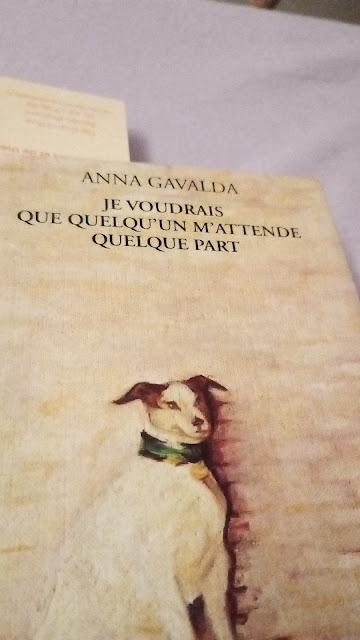 ANNA GAVALDA
JE VOUDRAIS
QUE QUELQU'UN M'ATTENDE
QUELQUE PART